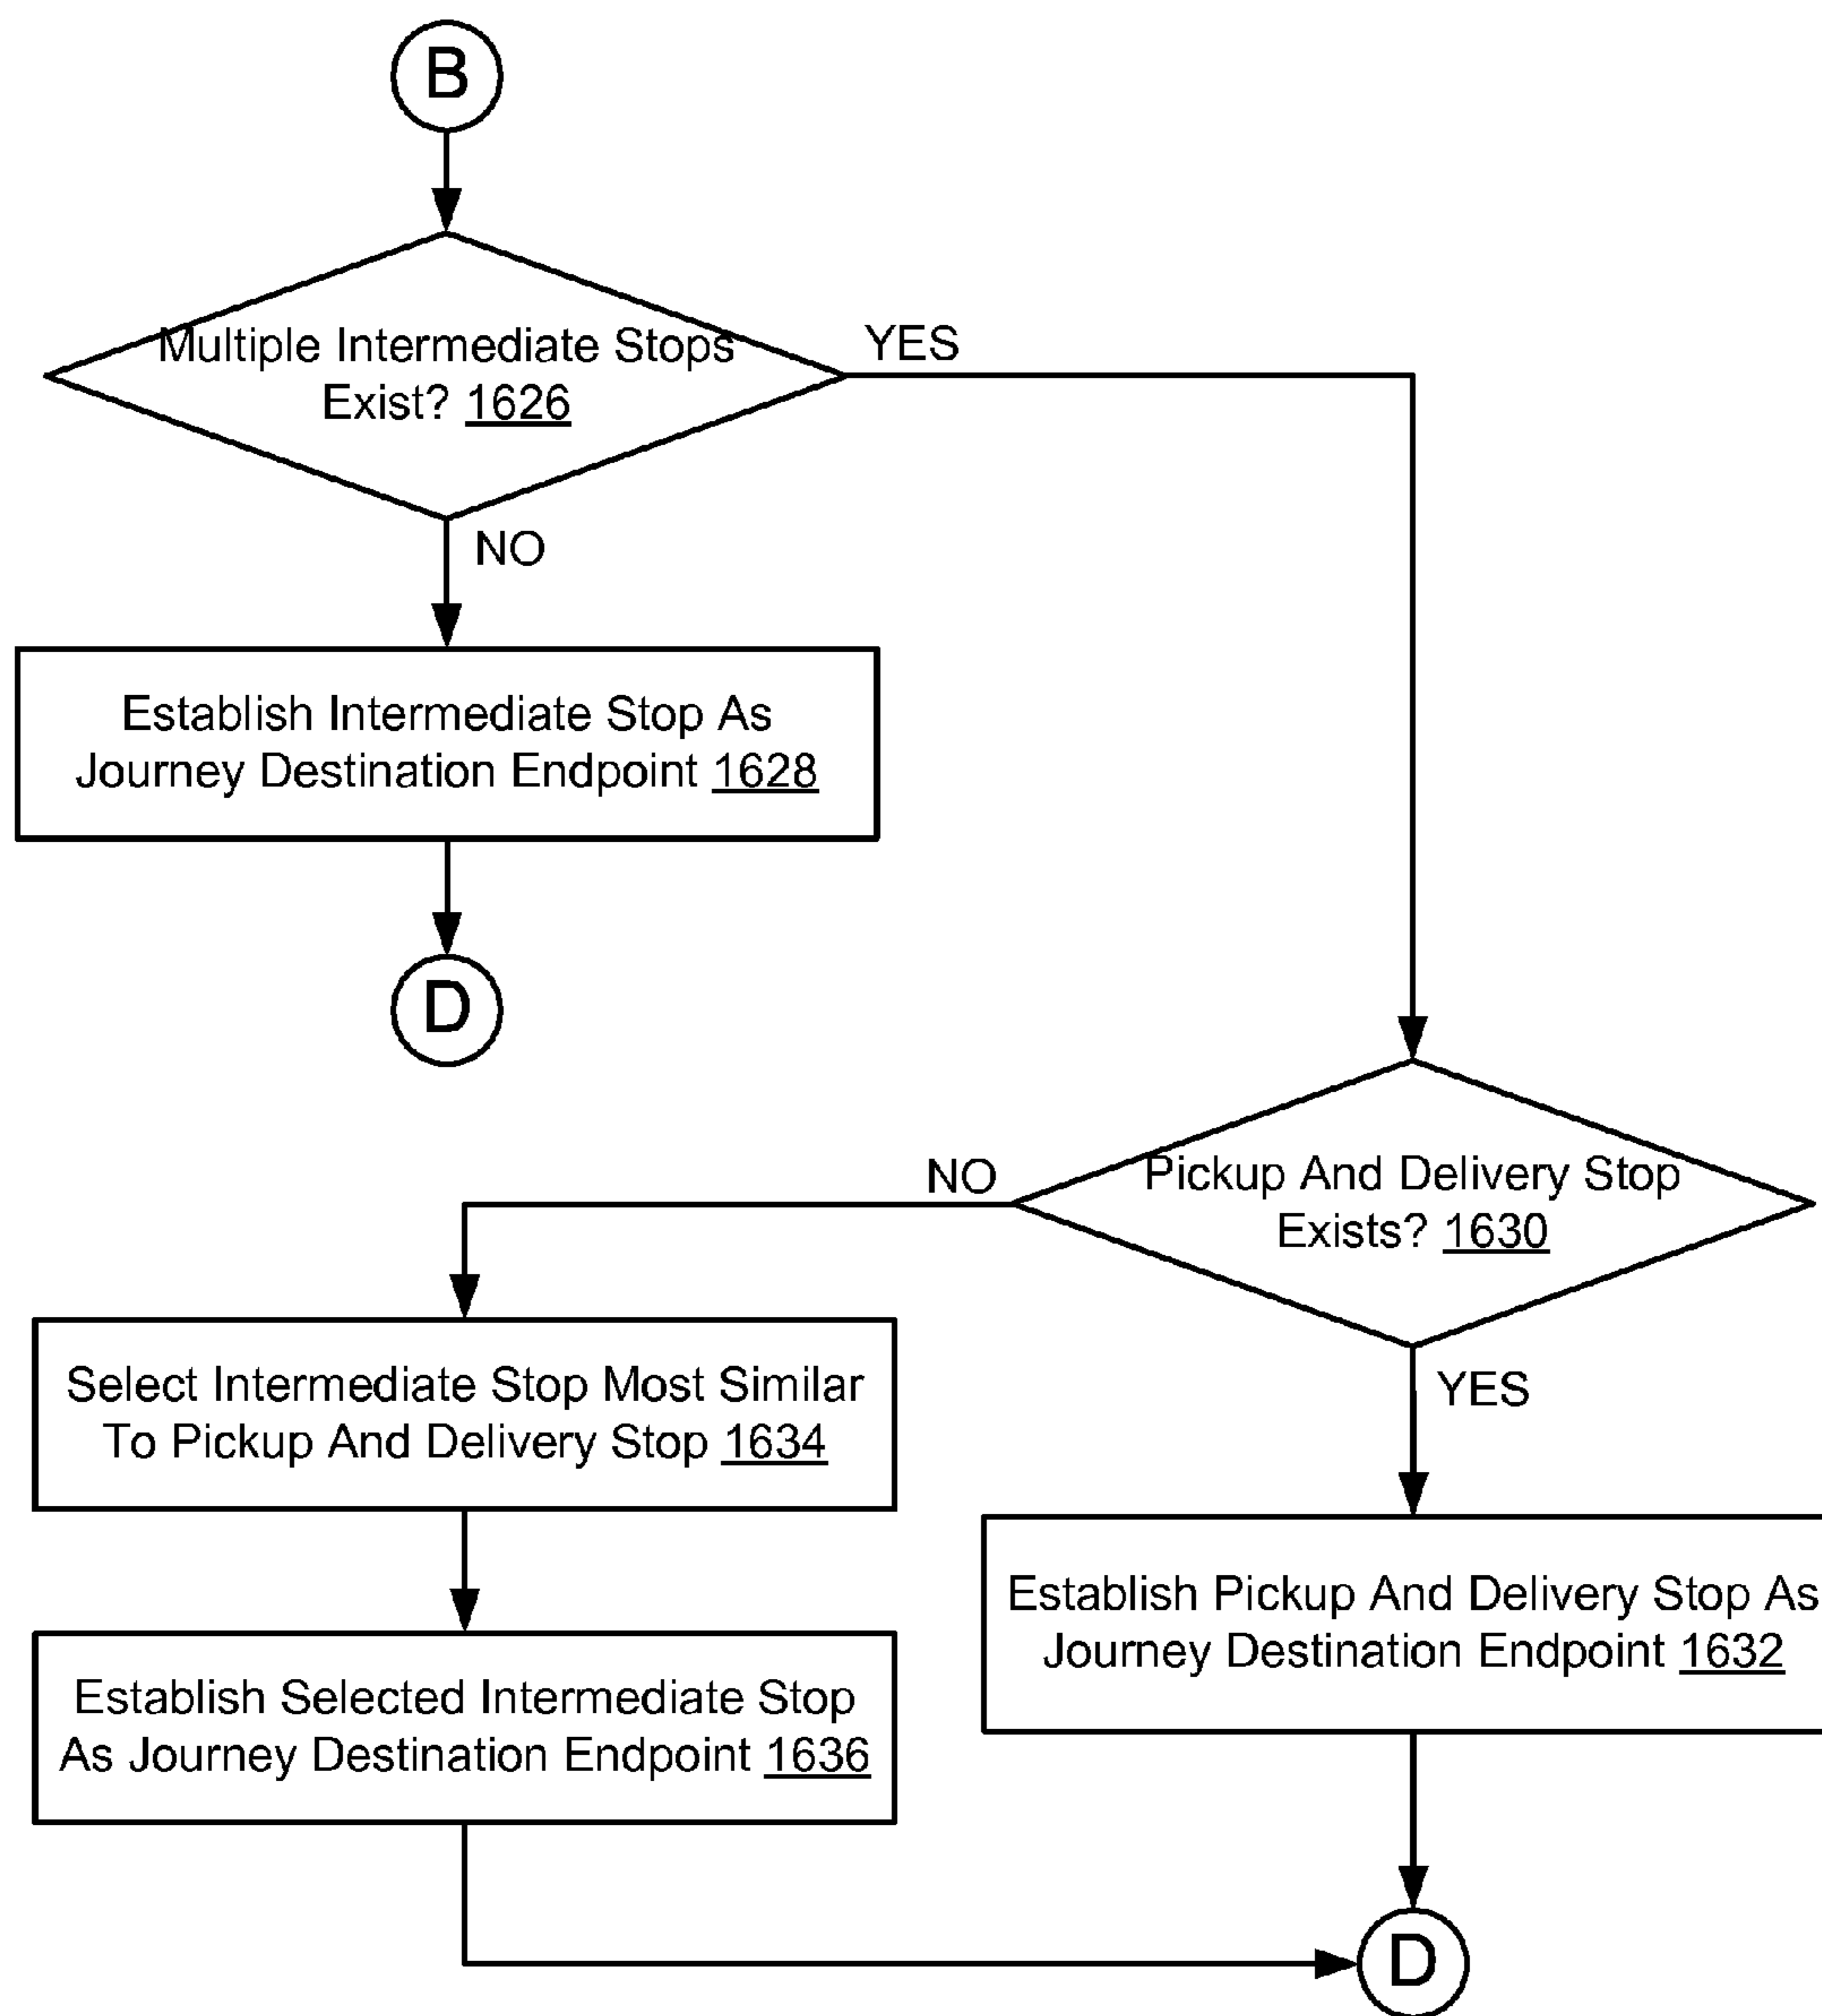 B
Multiple Intermediate Stops
Exist? 1626
YES
NO
Establish Intermediate Stop As
Journey Destination Endpoint 1628
D
Pickup And Delivery Stop
Exists? 1630
NO
YES
Select Intermediate Stop Most Similar
To Pickup And Delivery Stop 1634
Establish Pickup And Delivery Stop As
Journey Destination Endpoint 1632
Establish Selected Intermediate Stop
As Journey Destination Endpoint 1636
D